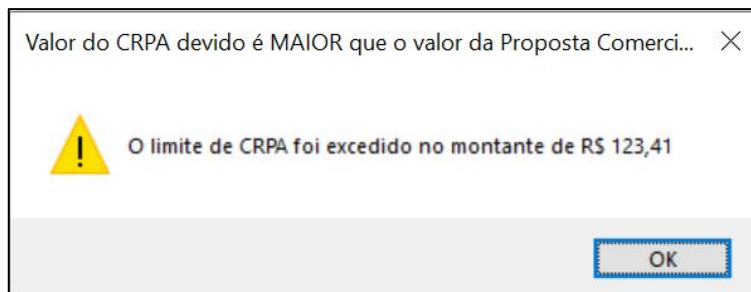 Valor do CRPA devido é MAIOR que o valor da Proposta Comerci...
O limite de CRPA foi excedido no montante de R$ 123,41
OK